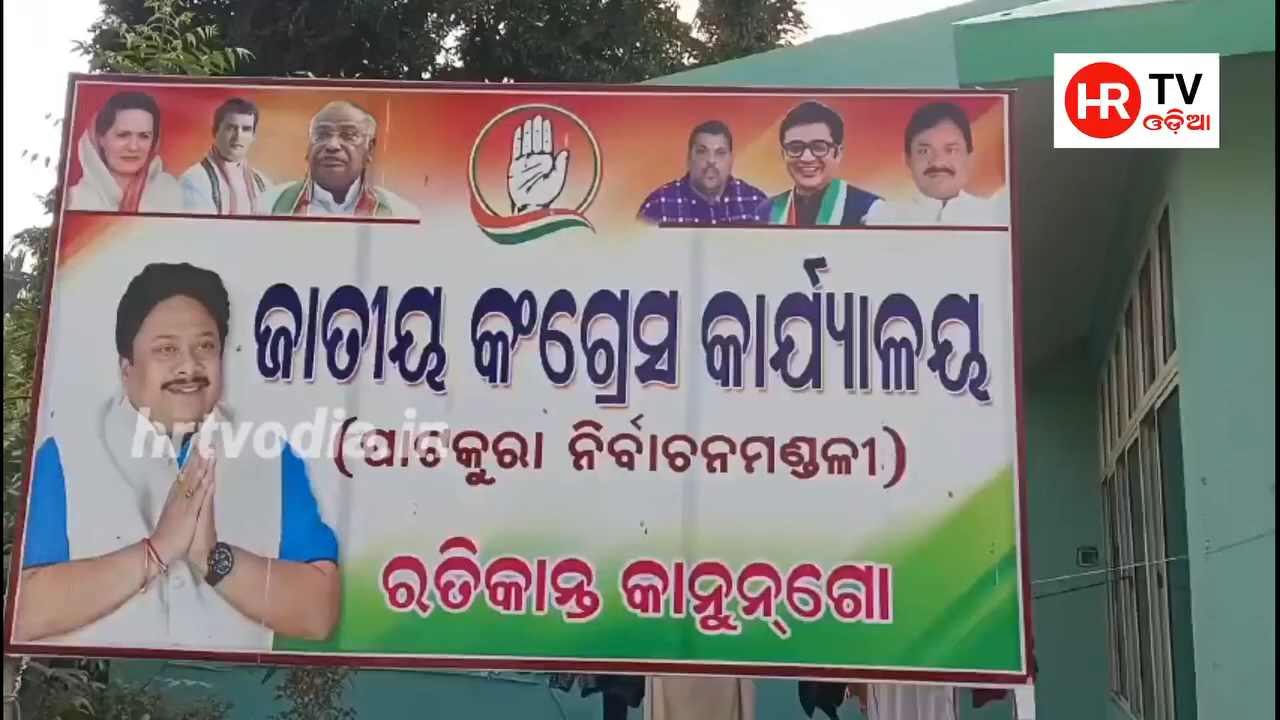 HR TV
ଓଡ଼ିଆ
ଜାତୀୟ କଂଗ୍ରେସ କାର୍ଯ୍ୟାଳୟ
hrtvodia.in
(ପାଟକୁରା ନିର୍ବାଚନମଣ୍ଡଳୀ)
ରତିକାନ୍ତ କାନୁନ୍‌ଗୋ